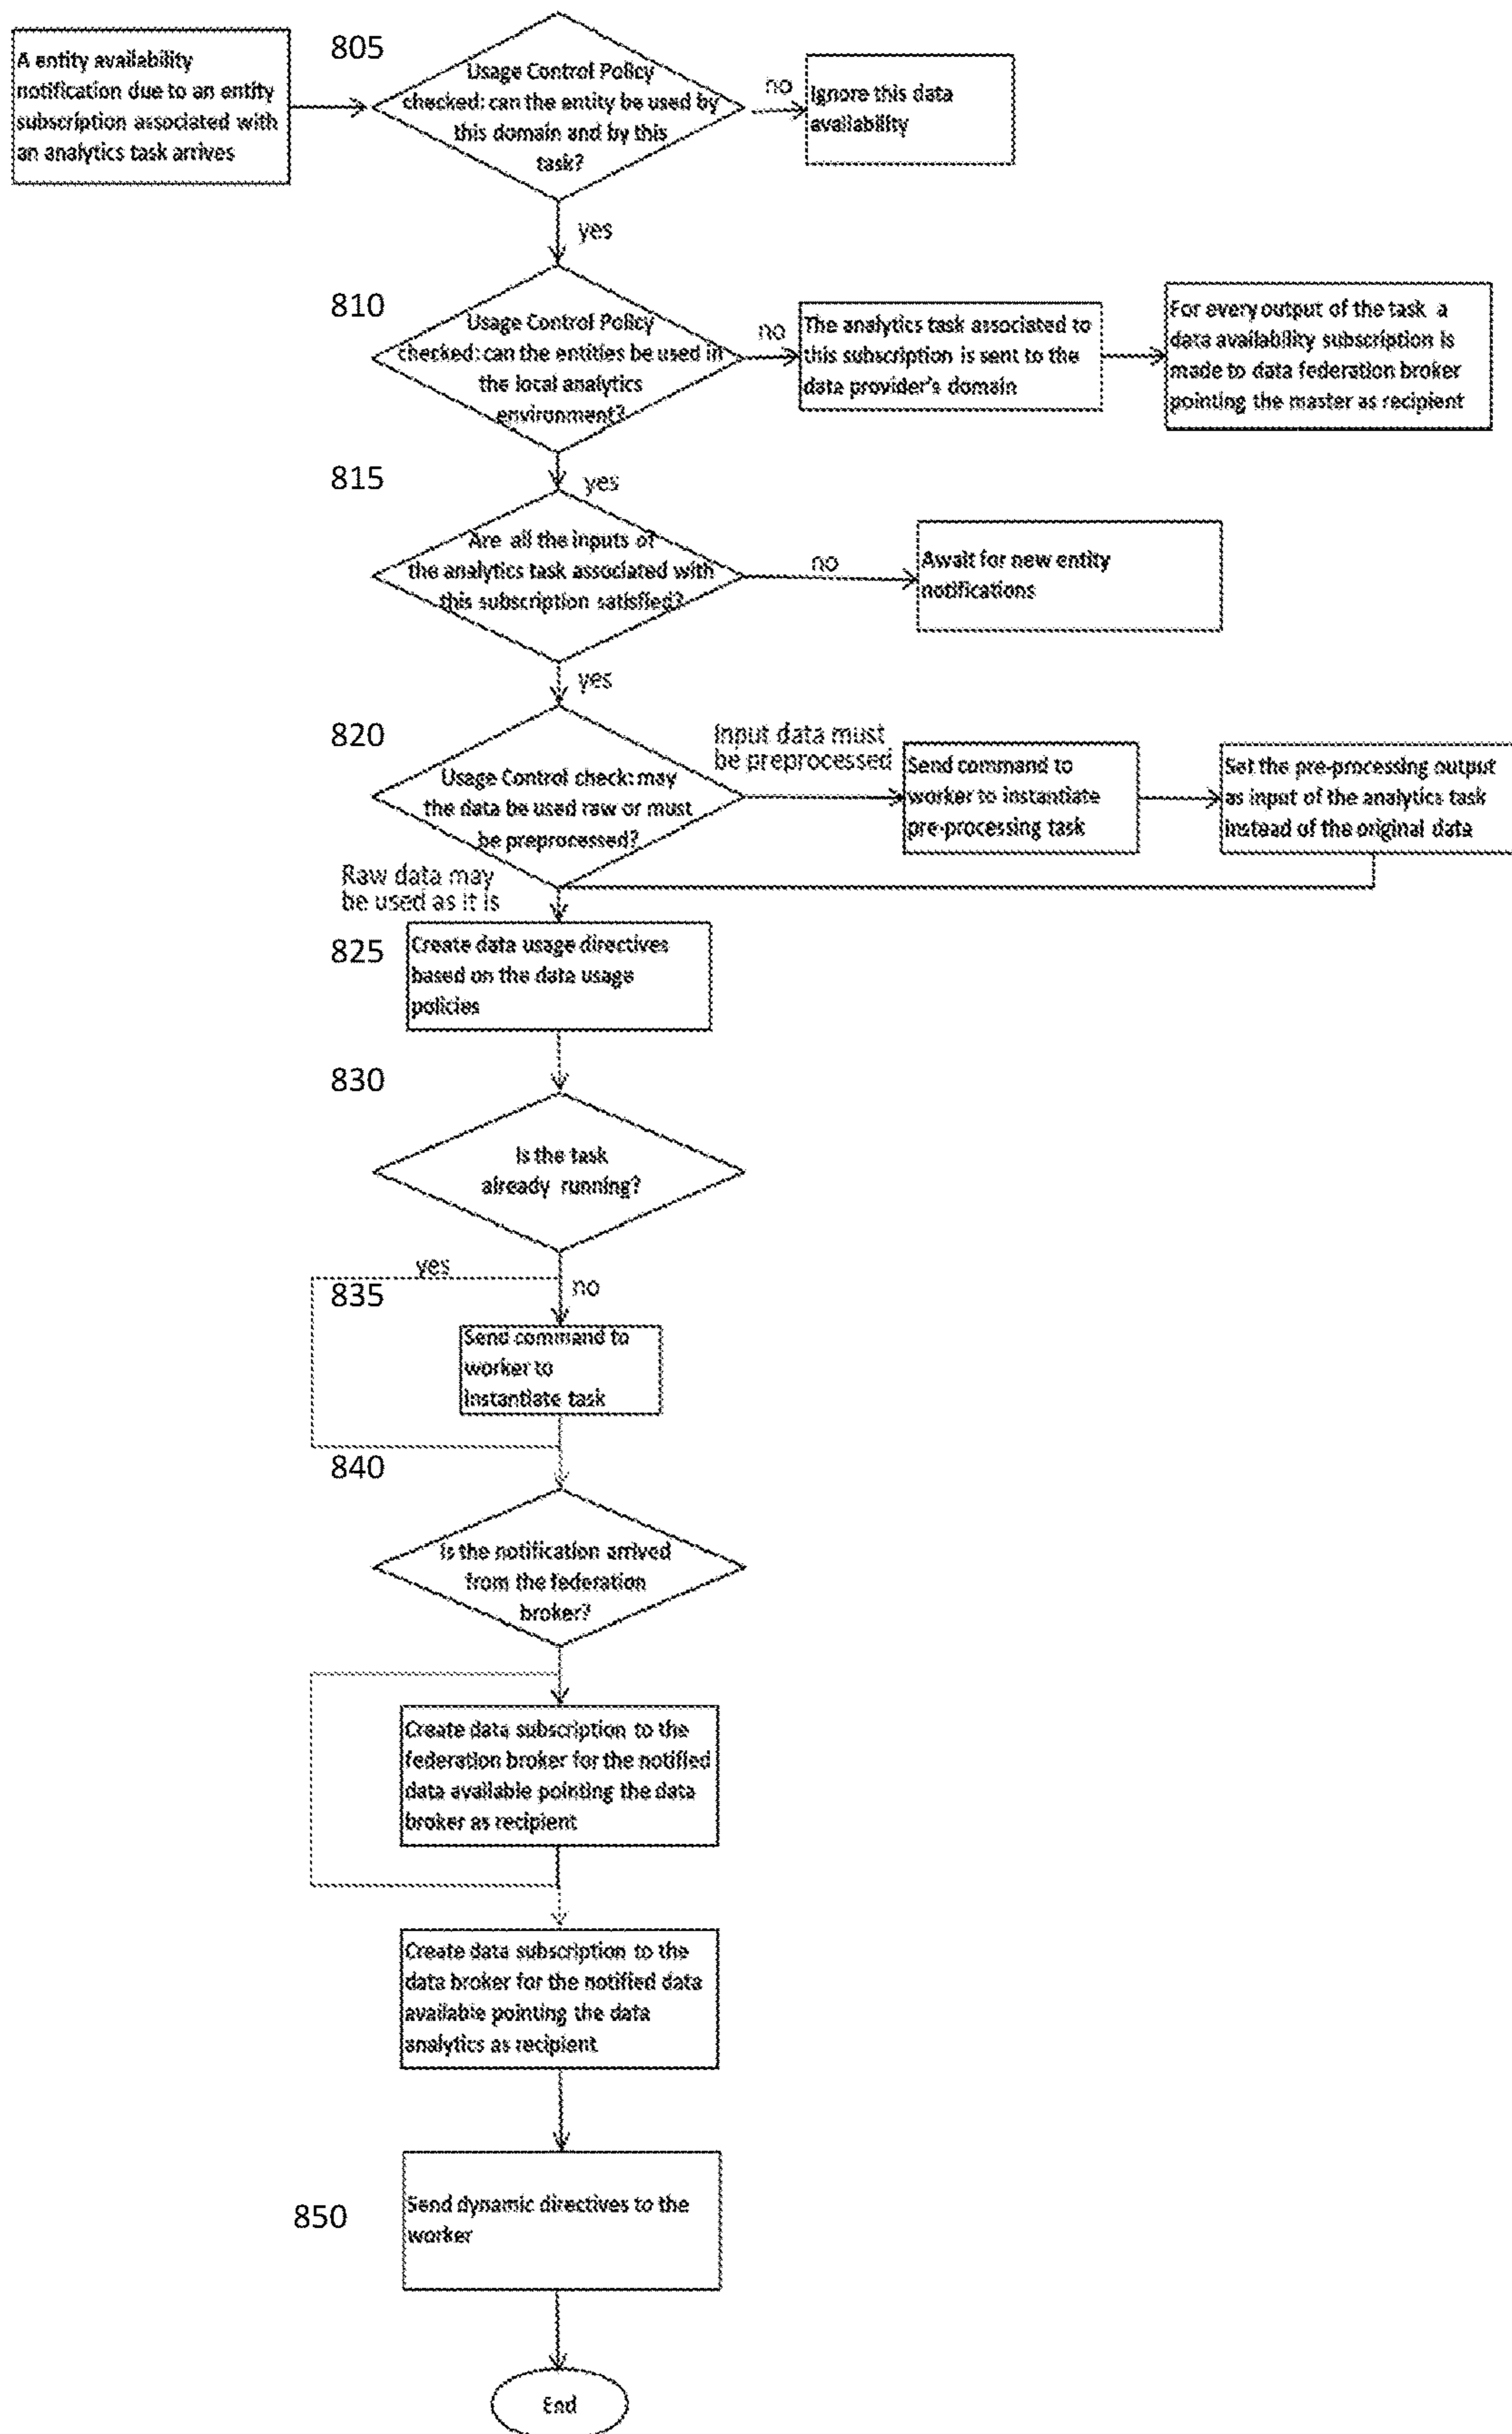 A entity availability
notification due to an entity
subscription associated with
an analytics task arrives
805
Usage Control Policy
checked: can the entity be used by
this domain and by this
task?
no
Ignore this data
availability
yes
810
Usage Control Policy
checked: can the entities be used in
the local analytics
environment?
no
The analytics task associated to
this subscription is sent to the
data provider's domain
For every output of the task a
data availability subscription is
made to data federation broker
pointing the master as recipient
yes
815
Are all the inputs of
the analytics task associated with
this subscription satisfied?
no
Await for new entity
notifications
yes
820
Usage Control check: may
the data be used raw or must
be preprocessed?
Input data must
be preprocessed
Send command to
worker to instantiate
pre-processing task
Set the pre-processing output
as input of the analytics task
instead of the original data
Raw data may
be used as it is
825
Create data usage directives
based on the data usage
policies
830
Is the task
already running?
yes
no
835
Send command to
worker to
instantiate task
840
Is the notification arrived
from the federation
broker?
Create data subscription to the
federation broker for the notified
data available pointing the data
broker as recipient
Create data subscription to the
data broker for the notified data
available pointing the data
analytics as recipient
850
Send dynamic directives to the
worker
End